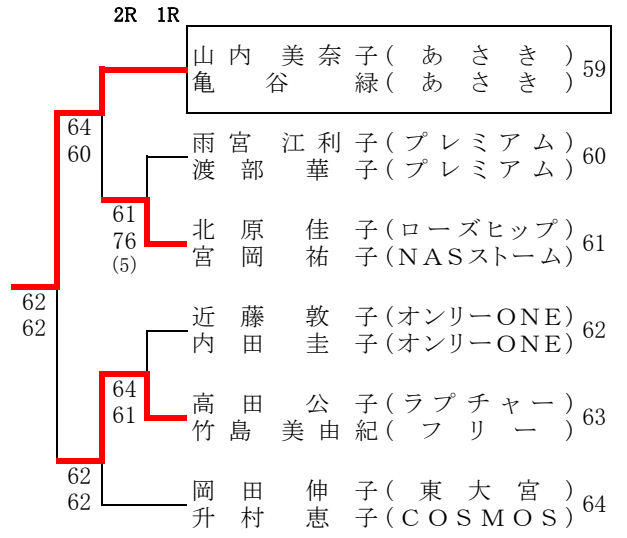 2R 1R
山内 美奈子(あさき) 59
亀谷 緑(あさき)
64
60
雨宮 江利子(プレミアム) 60
渡部 華子(プレミアム)
61
76
(5)
北原 佳子(ローズヒップ) 61
宮岡 祐子(NASストーム)
62
62
近藤 敦子(オンリーONE) 62
内田 圭子(オンリーONE)
64
61
高田 公子(ラプチャー) 63
竹島 美由紀(フリー)
62
62
岡田 伸子(東大宮) 64
升村 恵子(COSMOS)